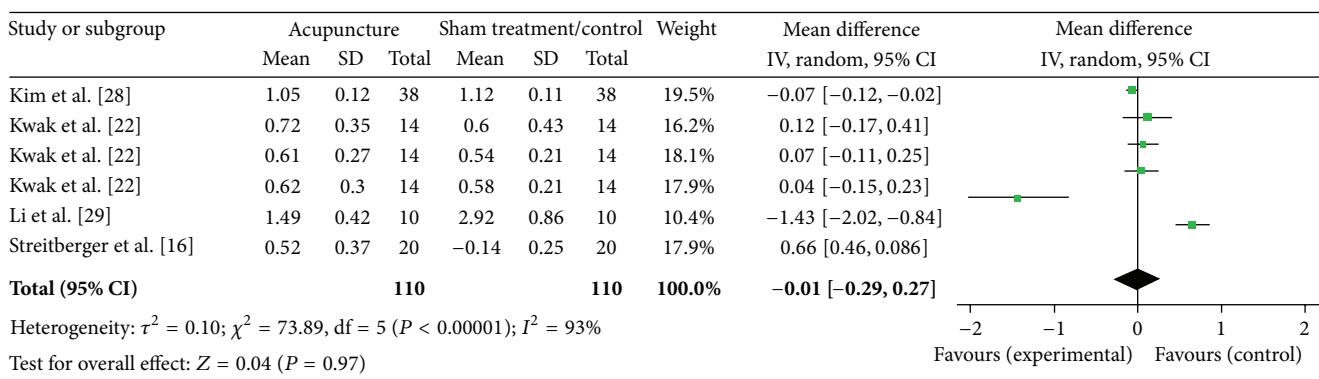 Study or subgroup Acupuncture Sham treatment/control Weight Mean difference Mean difference
Mean SD Total Mean SD Total IV, random, 95% CI IV, random, 95% CI
Kim et al. [28] 1.05 0.12 38 1.12 0.11 38 19.5% −0.07 [−0.12, −0.02]
Kwak et al. [22] 0.72 0.35 14 0.6 0.43 14 16.2% 0.12 [−0.17, 0.41]
Kwak et al. [22] 0.61 0.27 14 0.54 0.21 14 18.1% 0.07 [−0.11, 0.25]
Kwak et al. [22] 0.62 0.3 14 0.58 0.21 14 17.9% 0.04 [−0.15, 0.23]
Li et al. [29] 1.49 0.42 10 2.92 0.86 10 10.4% −1.43 [−2.02, −0.84]
Streitberger et al. [16] 0.52 0.37 20 −0.14 0.25 20 17.9% 0.66 [0.46, 0.086]
Total (95% CI) 110 110 100.0% −0.01 [−0.29, 0.27]
Heterogeneity: τ² = 0.10; χ² = 73.89, df = 5 (P < 0.00001); I² = 93%
Test for overall effect: Z = 0.04 (P = 0.97)
−2 −1 0 1 2
Favours (experimental) Favours (control)